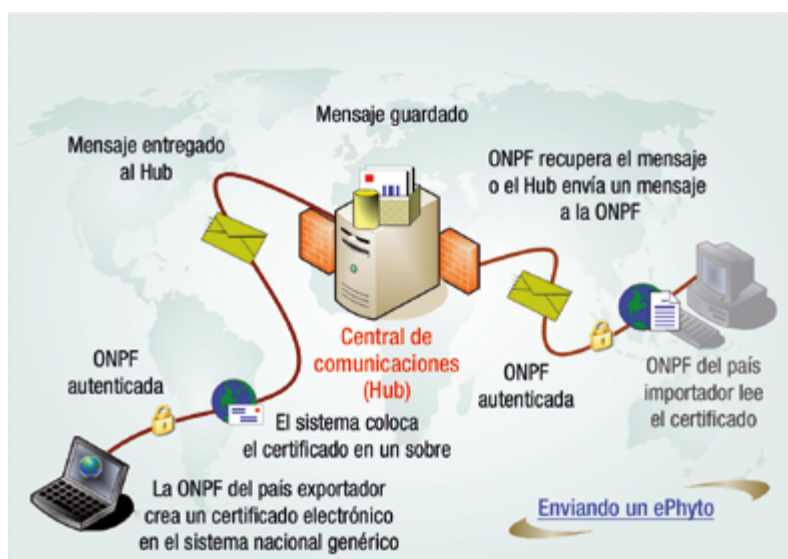 Mensaje guardado
Mensaje entregado
al Hub
ONPF recupera el mensaje
o el Hub envía un mensaje
a la ONPF
Central de
comunicaciones
(Hub)
ONPF
autenticada
ONPF
autenticada
ONPF del país
importador lee
el certificado
El sistema coloca
el certificado en un sobre
La ONPF del país exportador
crea un certificado electrónico
en el sistema nacional genérico
Enviando un ePhyto